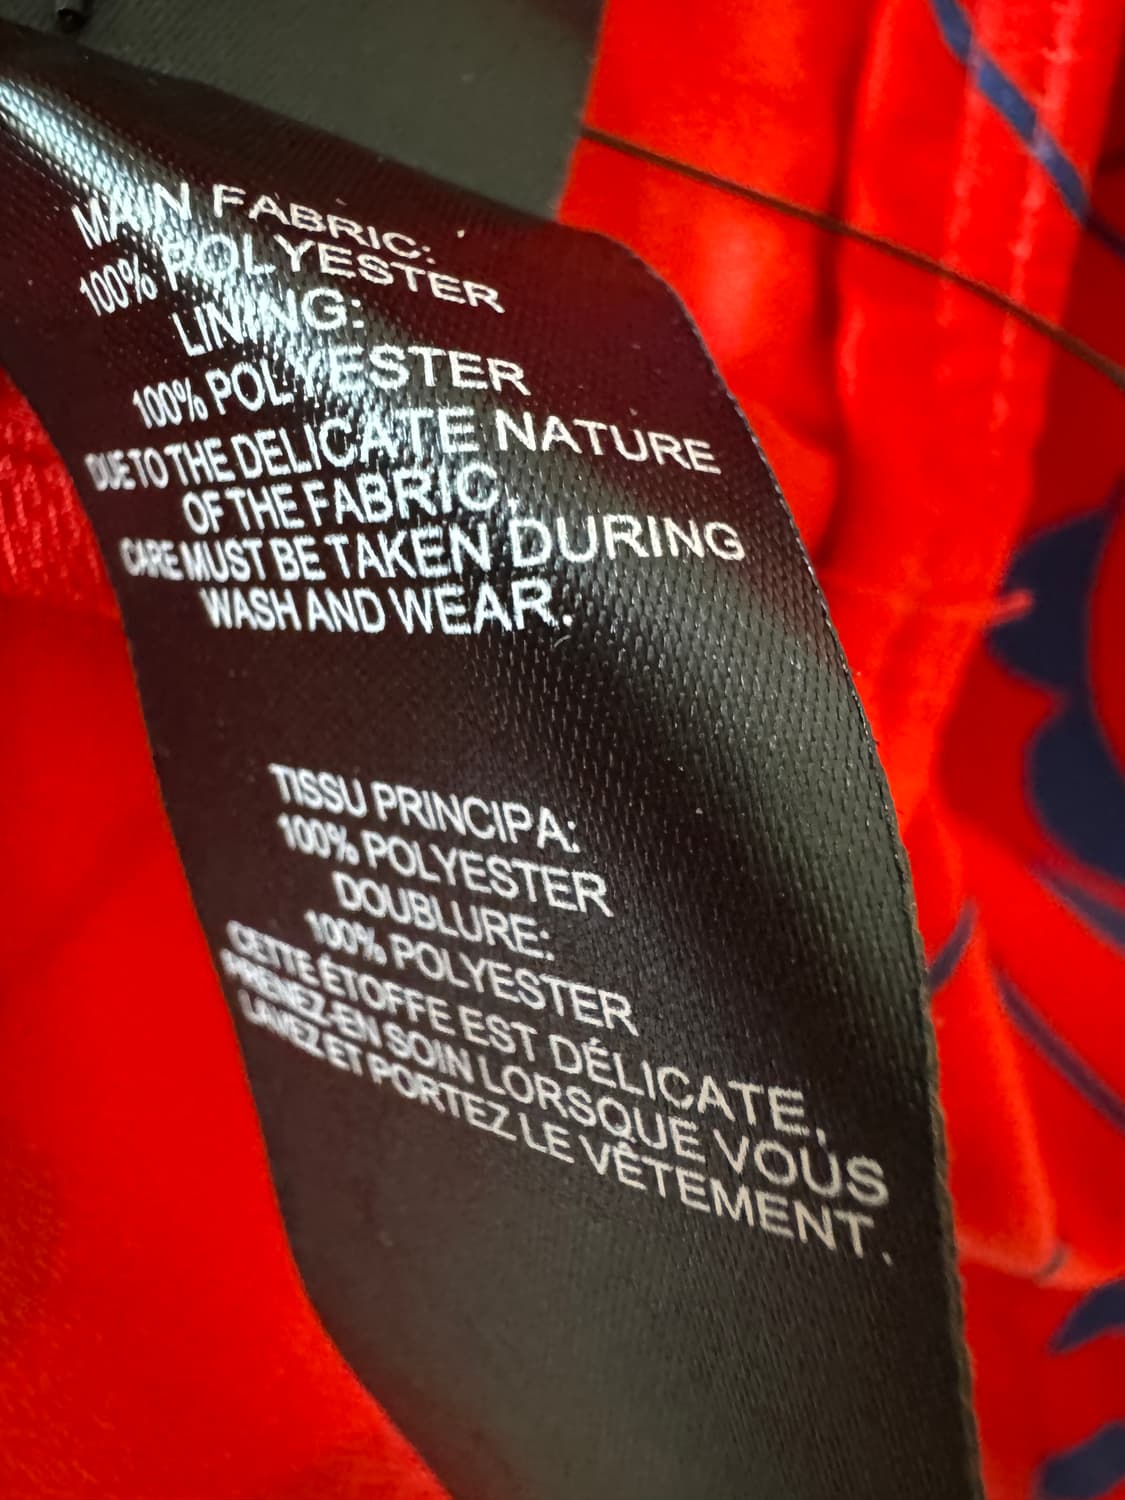 MAIN FABRIC:
100% POLYESTER
LINING:
100% POLYESTER
DUE TO THE DELICATE NATURE
OF THE FABRIC,
CARE MUST BE TAKEN DURING
WASH AND WEAR.
TISSU PRINCIPA:
100% POLYESTER
DOUBLURE:
100% POLYESTER
CETTE ÉTOFFE EST DÉLICATE,
PRENEZ-EN SOIN LORSQUE VOUS
LAVEZ ET PORTEZ LE VÊTEMENT.